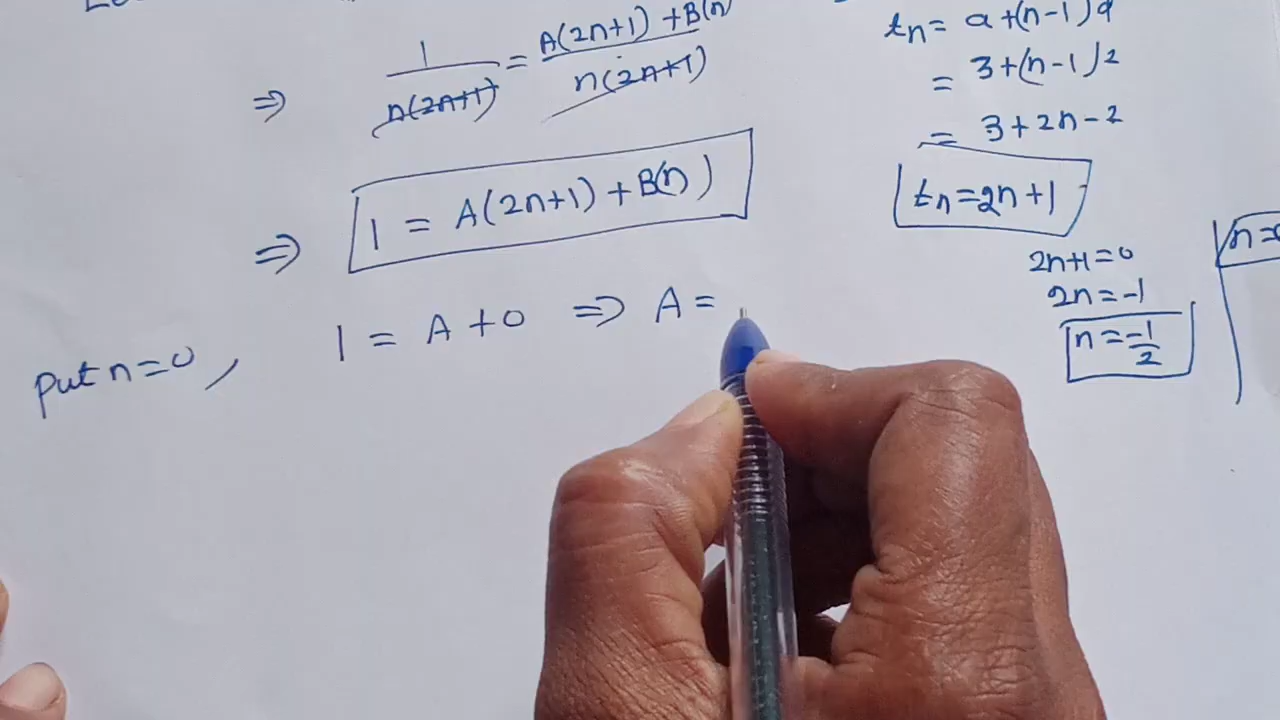 ⇒ 1/n(2n+1) = A(2n+1)+B(n)/n(2n+1)
⇒ 1 = A(2n+1)+B(n)
put n=0, 1 = A+0 ⇒ A =
tn = a+(n-1)d
= 3+(n-1)2
= 3+2n-2
tn=2n+1
2n+1=0
2n=-1
n=-1/2